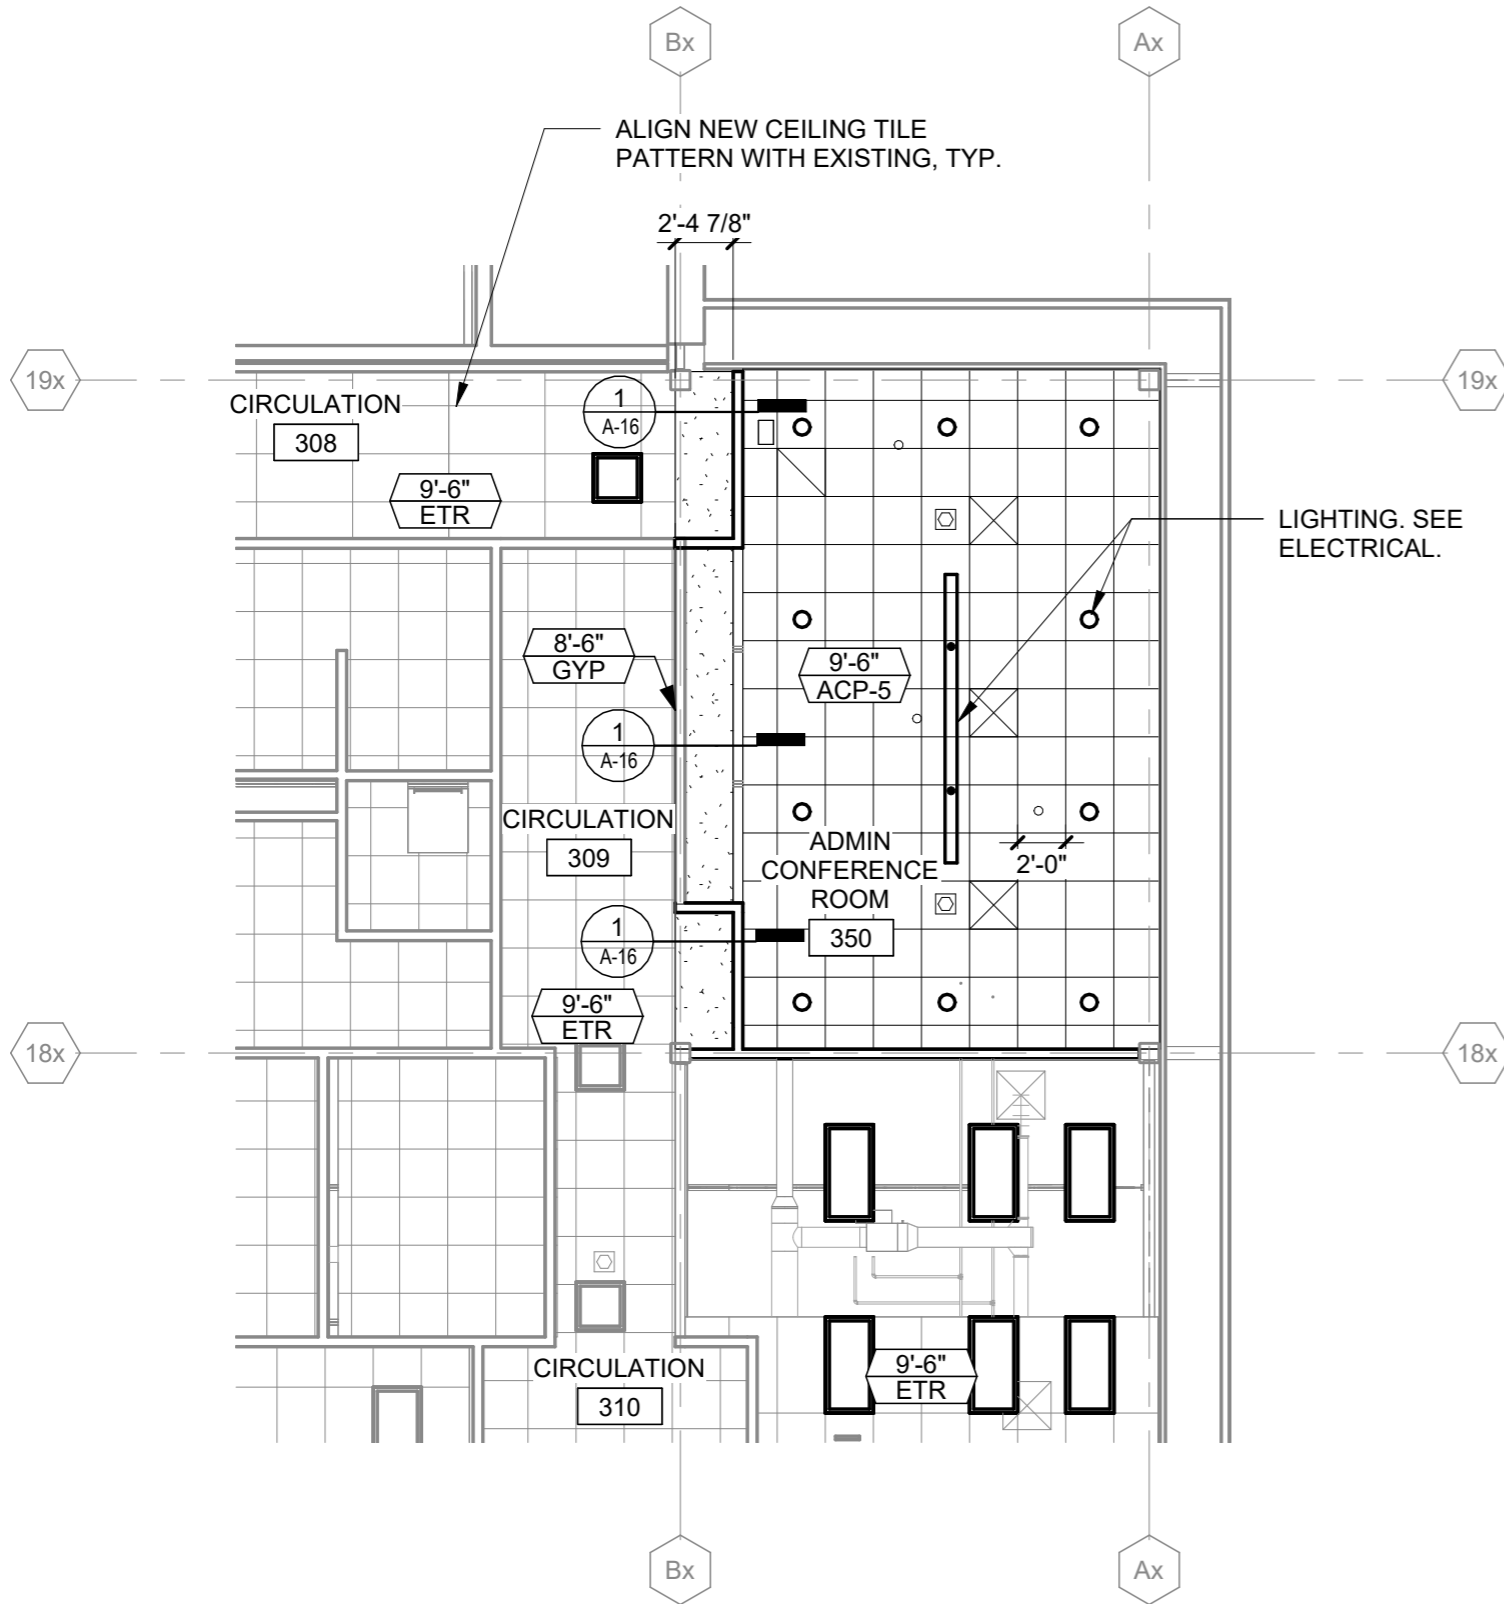 Bx
Ax
ALIGN NEW CEILING TILE
PATTERN WITH EXISTING, TYP.
2'-4 7/8"
19x
19x
CIRCULATION
308
1
A-16
9'-6"
ETR
LIGHTING. SEE
ELECTRICAL.
8'-6"
GYP
9'-6"
ACP-5
1
A-16
CIRCULATION
309
ADMIN
CONFERENCE
ROOM
350
2'-0"
1
A-16
9'-6"
ETR
18x
18x
9'-6"
ETR
CIRCULATION
310
Bx
Ax